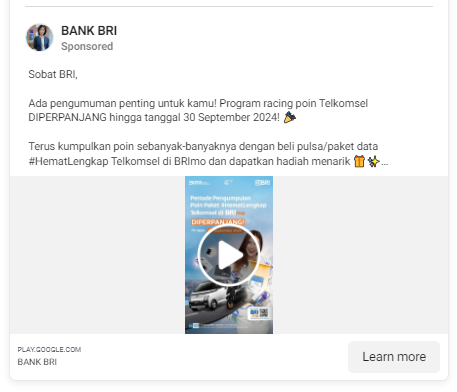 BANK BRI
Sponsored
Sobat BRI,
Ada pengumuman penting untuk kamu! Program racing poin Telkomsel
DIPERPANJANG hingga tanggal 30 September 2024! 🎉
Terus kumpulkan poin sebanyak-banyaknya dengan beli pulsa/paket data
#HematLengkap Telkomsel di BRImo dan dapatkan hadiah menarik 🎁✨...
BRI
Periode Pengumpulan
Poin Paket #HematLengkap
Telkomsel di BRImo
DIPERPANJANG!
PLAY.GOOGLE.COM
BANK BRI
Learn more